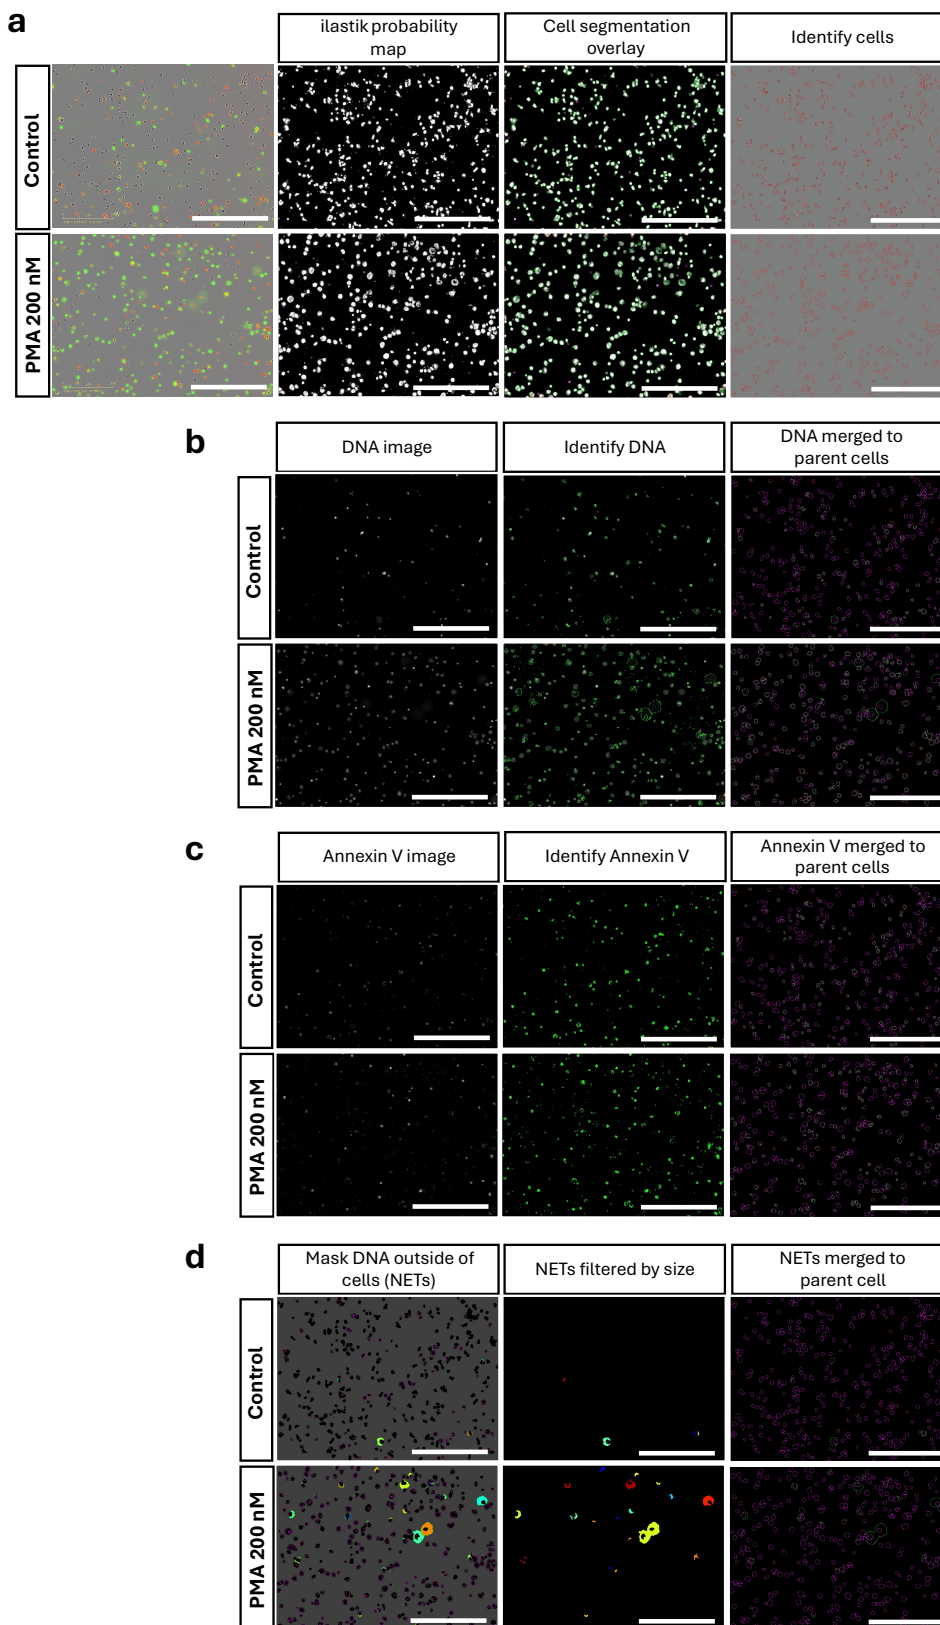 a
ilastik probability
map
Cell segmentation
overlay
Identify cells
Control
PMA 200 nM
b
DNA image
Identify DNA
DNA merged to
parent cells
Control
PMA 200 nM
c
Annexin V image
Identify Annexin V
Annexin V merged to
parent cells
Control
PMA 200 nM
d
Mask DNA outside of
cells (NETs)
NETs filtered by size
NETs merged to
parent cell
Control
PMA 200 nM